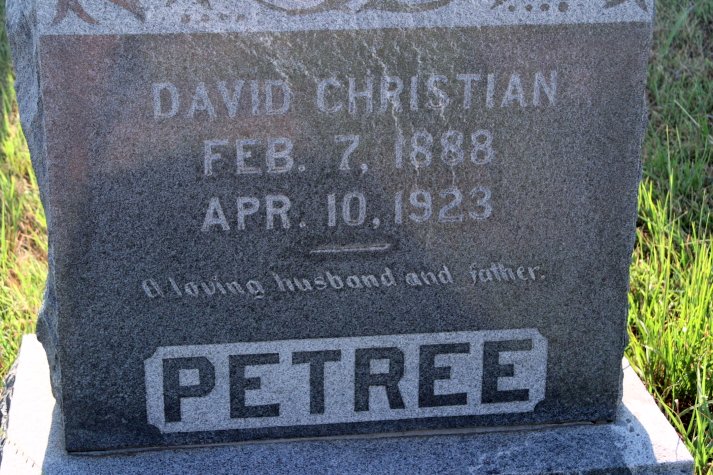 DAVID CHRISTIAN
FEB. 7, 1888
APR. 10, 1923
A loving husband and father.
PETREE